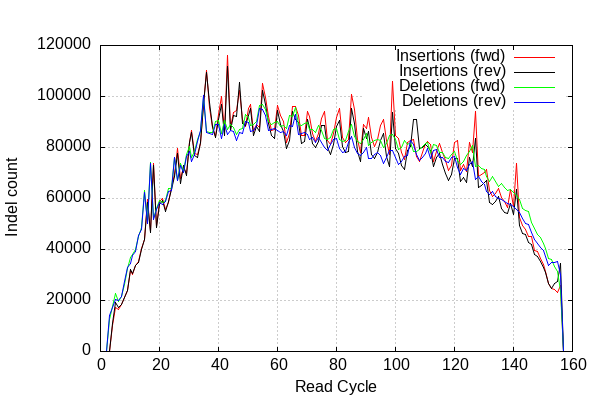 120000
100000
80000
60000
40000
20000
0
Indel count
Insertions (fwd)
Insertions (rev)
Deletions (fwd)
Deletions (rev)
0 20 40 60 80 100 120 140 160
Read Cycle